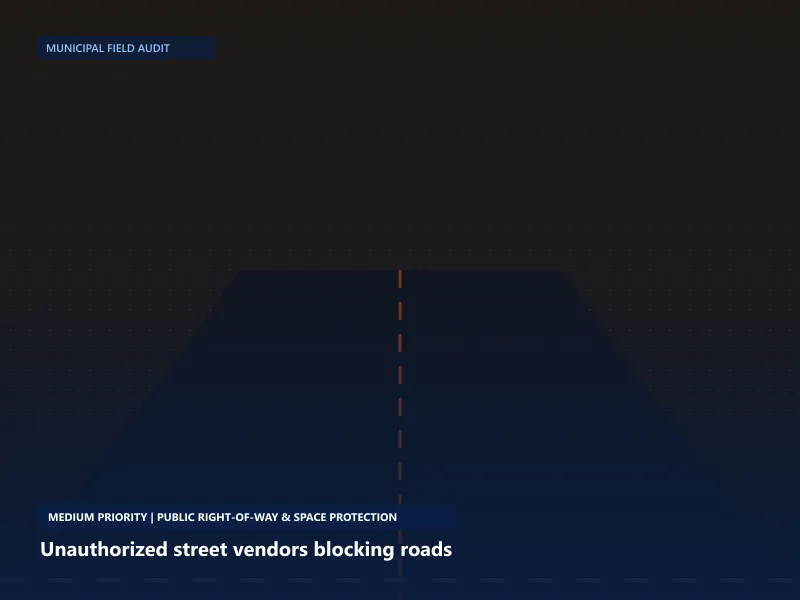 MUNICIPAL FIELD AUDIT
MEDIUM PRIORITY | PUBLIC RIGHT-OF-WAY & SPACE PROTECTION
Unauthorized street vendors blocking roads